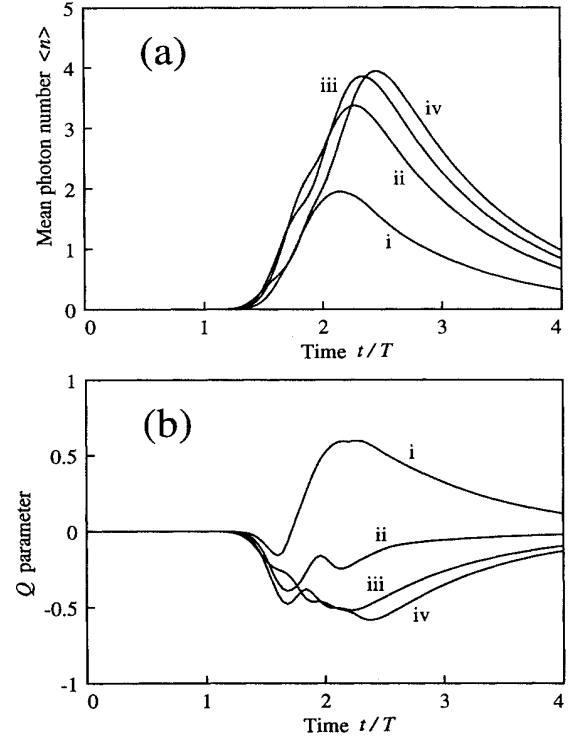 (a)
Mean photon number <n>
5
4
3
2
1
0
iii
iv
ii
i
0 1 2 3 4
Time t / T
(b)
Q parameter
1
0.5
0
-0.5
-1
i
ii
iii
iv
0 1 2 3 4
Time t / T